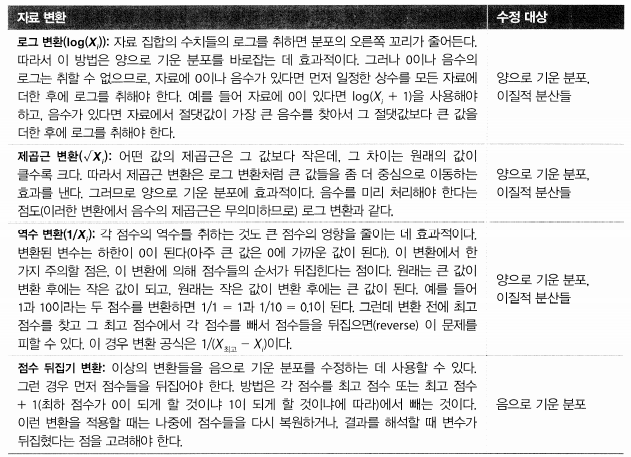 자료 변환 수정 대상
로그 변환(log(Xᵢ)): 자료 집합의 수치들의 로그를 취하면 분포의 오른쪽 꼬리가 줄어든다.
따라서 이 방법은 양으로 기운 분포를 바로잡는 데 효과적이다. 그러나 0이나 음수의
로그는 취할 수 없으므로, 자료에 0이나 음수가 있다면 먼저 일정한 상수를 모든 자료에
더한 후에 로그를 취해야 한다. 예를 들어 자료에 0이 있다면 log(Xᵢ + 1)을 사용해야
하고, 음수가 있다면 자료에서 절댓값이 가장 큰 음수를 찾아서 그 절댓값보다 큰 값을
더한 후에 로그를 취해야 한다.
양으로 기운 분포,
이질적 분산들
제곱근 변환(√Xᵢ): 어떤 값의 제곱근은 그 값보다 작은데, 그 차이는 원래의 값이
클수록 크다. 따라서 제곱근 변환은 로그 변환처럼 큰 값들을 좀 더 중심으로 이동하는
효과를 낸다. 그러므로 양으로 기운 분포에 효과적이다. 음수를 미리 처리해야 한다는
점도(이러한 변환에서 음수의 제곱근은 무의미하므로) 로그 변환과 같다.
양으로 기운 분포,
이질적 분산들
역수 변환(1/Xᵢ): 각 점수의 역수를 취하는 것도 큰 점수의 영향을 줄이는 데 효과적이다.
변환된 변수는 하한이 0이 된다(아주 큰 값은 0에 가까운 값이 된다). 이 변환에서 한
가지 주의할 점은, 이 변환에 의해 점수들의 순서가 뒤집힌다는 점이다. 원래는 큰 값이
변환 후에는 작은 값이 되고, 원래는 작은 값이 변환 후에는 큰 값이 된다. 예를 들어
1과 10이라는 두 점수를 변환하면 1/1 = 1과 1/10 = 0.1이 된다. 그런데 변환 전에 최고
점수를 찾고 그 최고 점수에서 각 점수를 빼서 점수들을 뒤집으면(reverse) 이 문제를
피할 수 있다. 이 경우 변환 공식은 1/(X최고 − Xᵢ)이다.
양으로 기운 분포,
이질적 분산들
점수 뒤집기 변환: 이상의 변환들을 음으로 기운 분포를 수정하는 데 사용할 수 있다.
그런 경우 먼저 점수들을 뒤집어야 한다. 방법은 각 점수를 최고 점수 또는 최고 점수
+ 1(최하 점수가 0이 되게 할 것이냐 1이 되게 할 것이냐에 따라)에서 빼는 것이다.
이런 변환을 적용할 때는 나중에 점수들을 다시 복원하거나, 결과를 해석할 때 변수가
뒤집혔다는 점을 고려해야 한다.
음으로 기운 분포